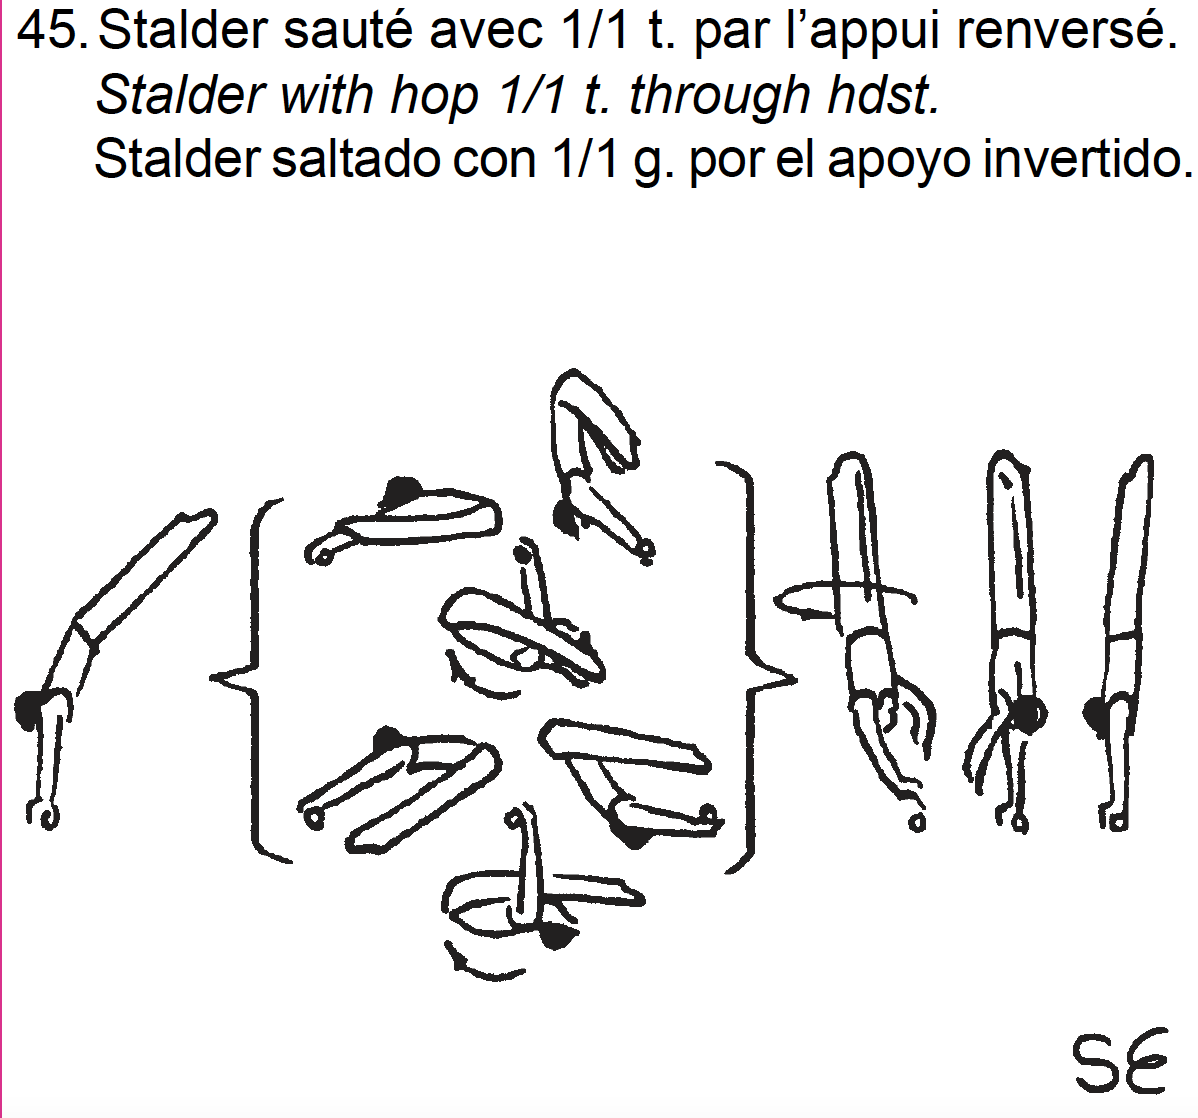 45. Stalder sauté avec 1/1 t. par l’appui renversé.
Stalder with hop 1/1 t. through hdst.
Stalder saltado con 1/1 g. por el apoyo invertido.
SE